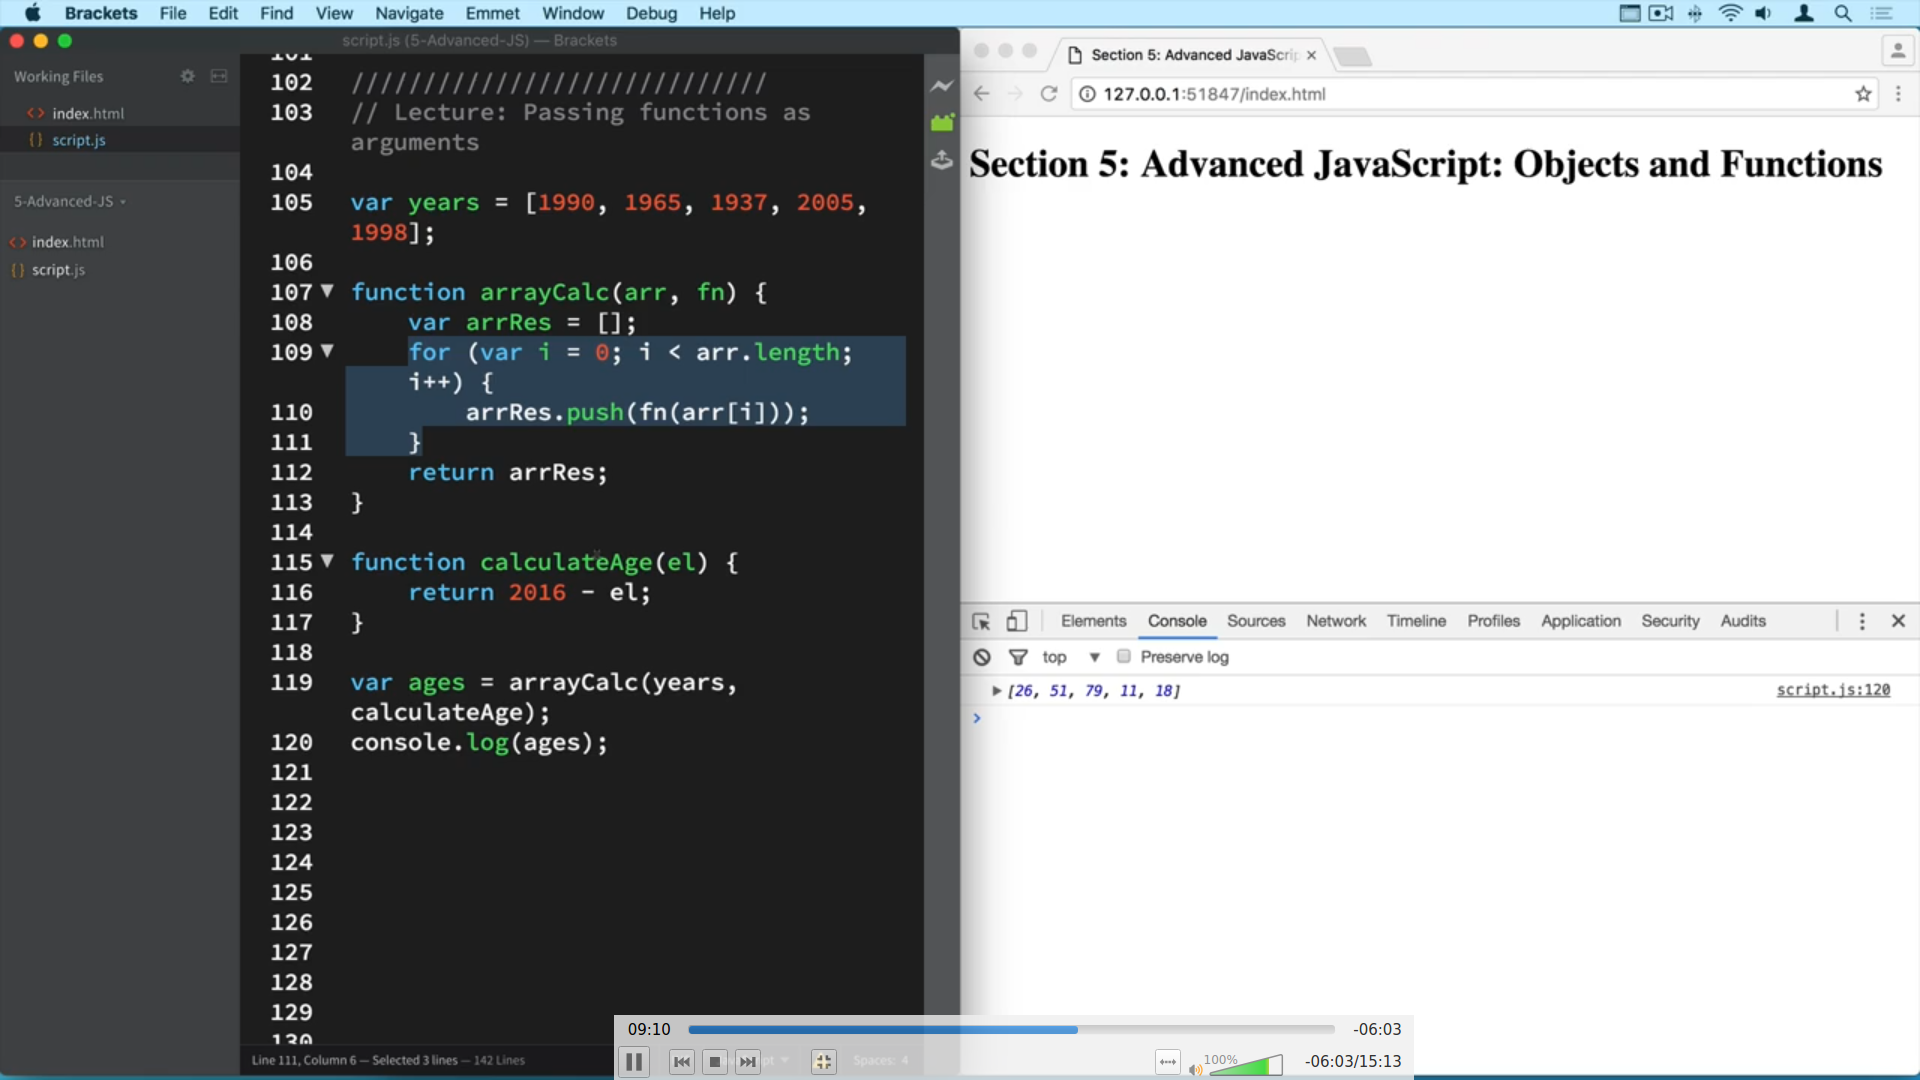 Brackets File Edit Find View Navigate Emmet Window Debug Help
script.js (5-Advanced-JS) — Brackets
Working Files
index.html
script.js
5-Advanced-JS
index.html
script.js
101
102 /////////////////////////////
103 // Lecture: Passing functions as
arguments
104
105 var years = [1990, 1965, 1937, 2005,
1998];
106
107 function arrayCalc(arr, fn) {
108 var arrRes = [];
109 for (var i = 0; i < arr.length;
i++) {
110 arrRes.push(fn(arr[i]));
111 }
112 return arrRes;
113 }
114
115 function calculateAge(el) {
116 return 2016 - el;
117 }
118
119 var ages = arrayCalc(years,
calculateAge);
120 console.log(ages);
121
122
123
124
125
126
127
128
129
130
Line 111, Column 6 — Selected 3 lines — 142 Lines
Spaces: 4
Section 5: Advanced JavaScrip
127.0.0.1:51847/index.html
Section 5: Advanced JavaScript: Objects and Functions
Elements Console Sources Network Timeline Profiles Application Security Audits
top Preserve log
[26, 51, 79, 11, 18] script.js:120
09:10 -06:03
100% -06:03/15:13